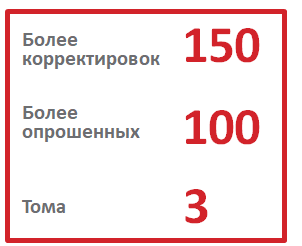 Более
корректировок 150
Более
опрошенных 100
Тома 3